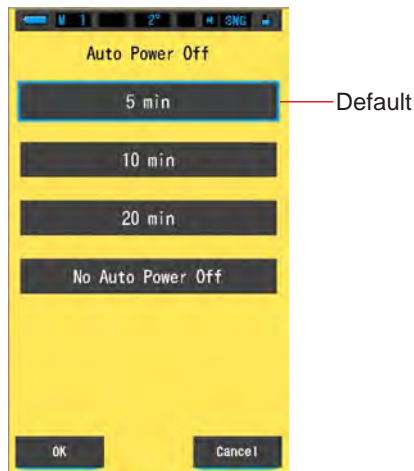 M 1 2° M SNG
Auto Power Off
5 min
Default
10 min
20 min
No Auto Power Off
OK Cancel